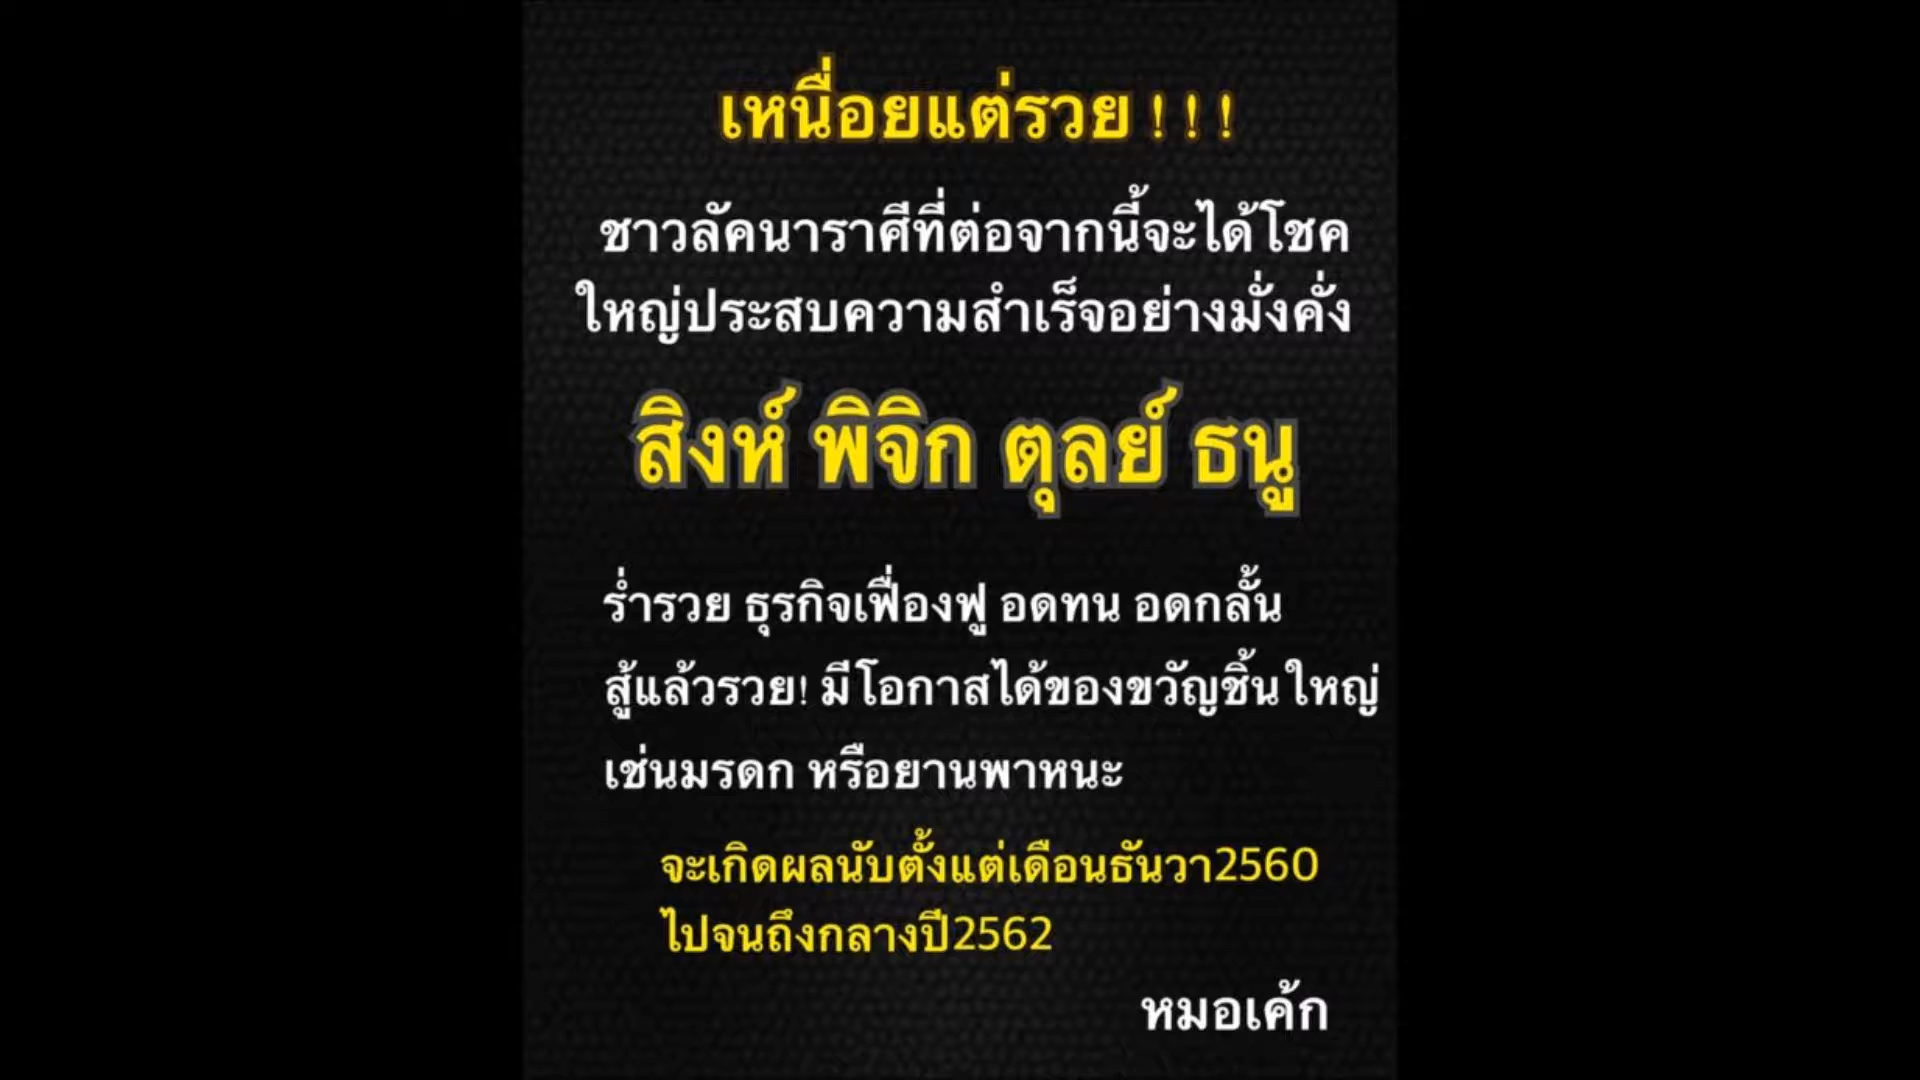 เหนื่อยแต่รวย ! ! !
ชาวลัคนาราศีที่ต่อจากนี้จะได้โชค
ใหญ่ประสบความสำเร็จอย่างมั่งคั่ง
สิงห์ พิจิก ตุลย์ ธนู
ร่ำรวย ธุรกิจเฟื่องฟู อดทน อดกลั้น
สู้แล้วรวย! มีโอกาสได้ของขวัญชิ้นใหญ่
เช่นมรดก หรือยานพาหนะ
จะเกิดผลนับตั้งแต่เดือนธันวา2560
ไปจนถึงกลางปี2562
หมอเค้ก